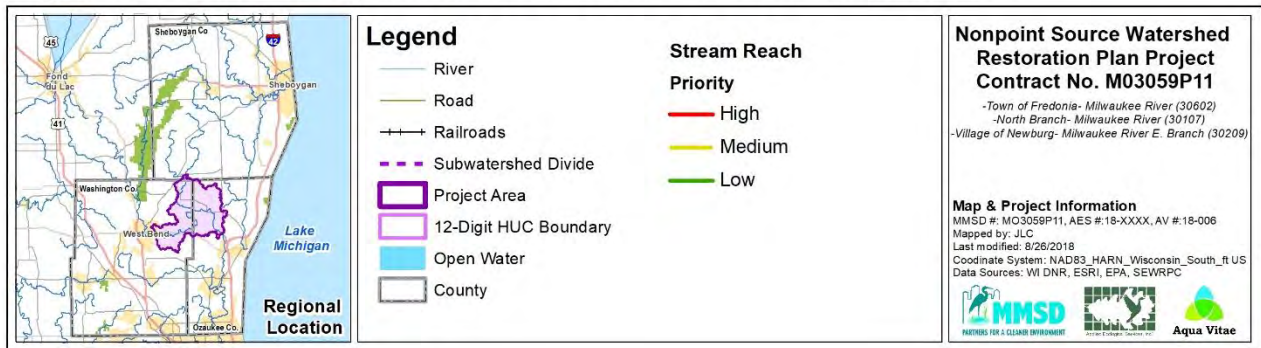 Sheboygan Co
42
45
Fond
du Lac
Sheboygan
41
Washington Co.
West Bend
Lake
Michigan
Regional
Location
Ozaukee Co.
Legend
River
Road
Railroads
Subwatershed Divide
Project Area
12-Digit HUC Boundary
Open Water
County
Stream Reach
Priority
High
Medium
Low
Nonpoint Source Watershed
Restoration Plan Project
Contract No. M03059P11
-Town of Fredonia- Milwaukee River (30602)
-North Branch- Milwaukee River (30107)
-Village of Newburg- Milwaukee River E. Branch (30209)
Map & Project Information
MMSD #: MO3059P11, AES #:18-XXXX, AV #:18-006
Mapped by: JLC
Last modified: 8/26/2018
Coodinate System: NAD83_HARN_Wisconsin_South_ft US
Data Sources: WI DNR, ESRI, EPA, SEWRPC
MMSD
PARTNERS FOR A CLEANER ENVIRONMENT
Applied Ecological Services, Inc.
Aqua Vitae